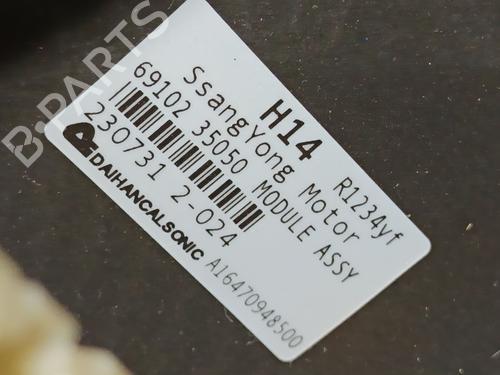 H14
R1234yf
SsangYong Motor
69102 35050 MODULE ASSY
230731 2-024
DAIHANCALSONIC
A16470948500
B-PARTS